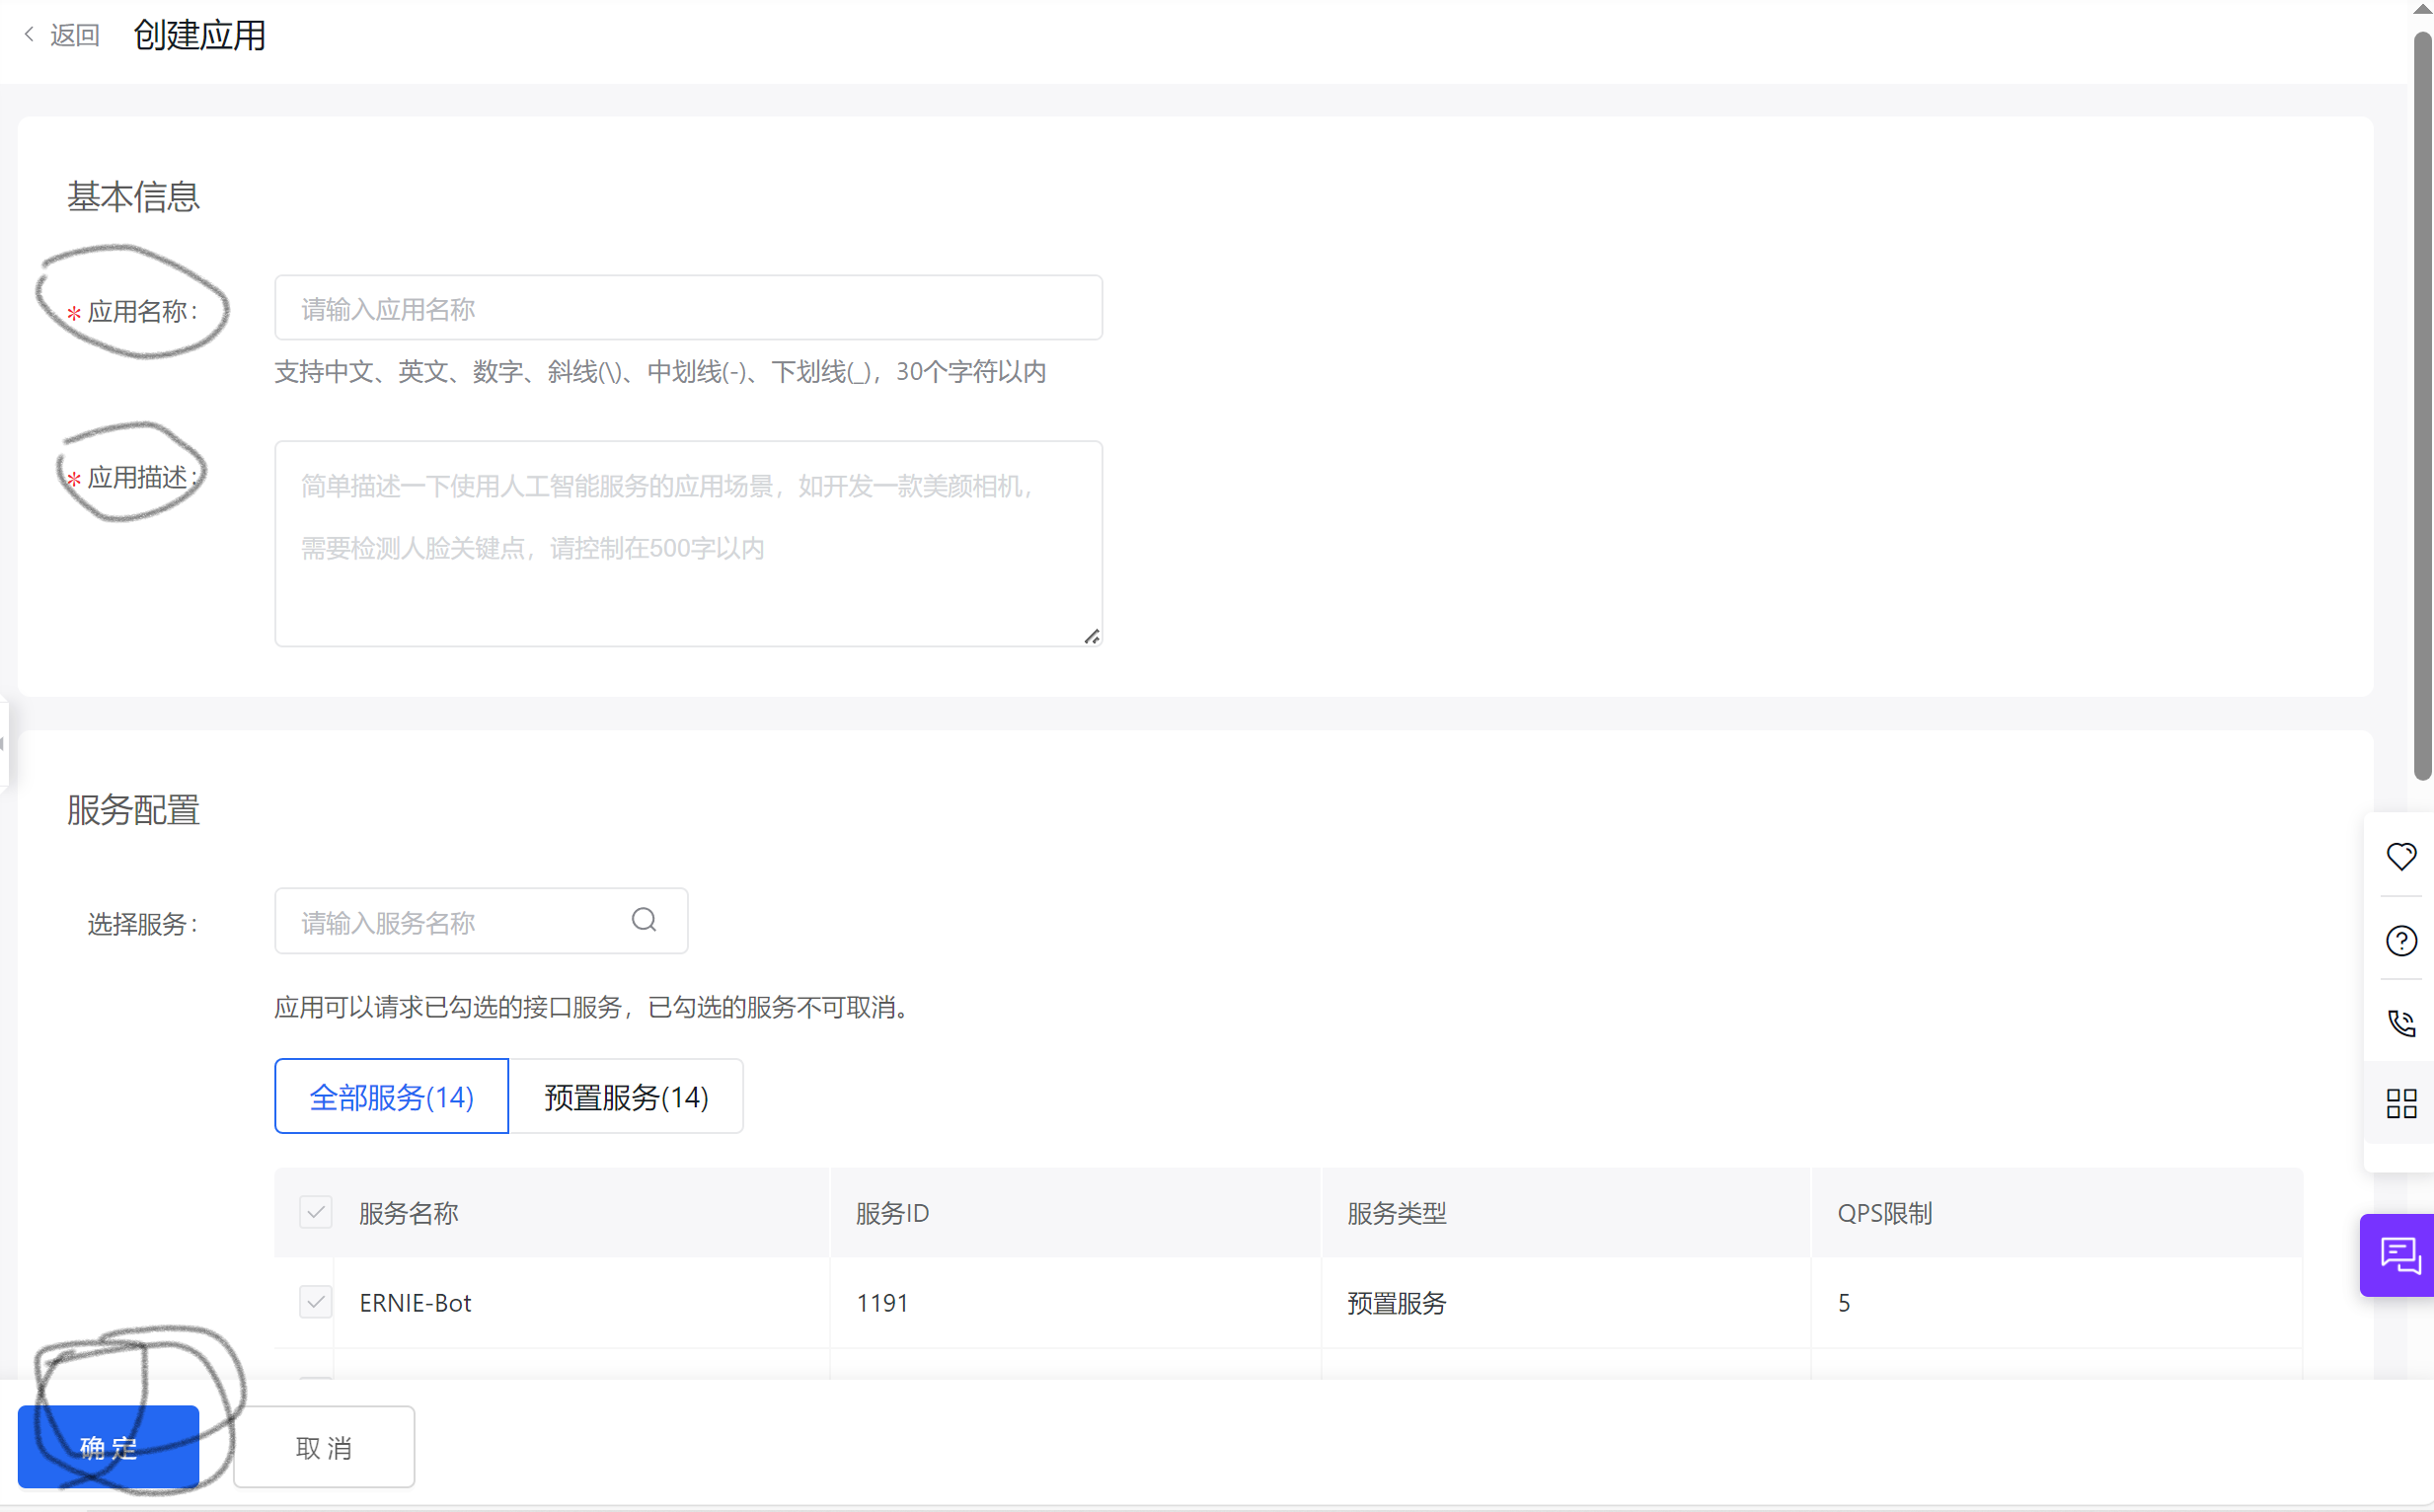 返回 创建应用
基本信息
* 应用名称:
请输入应用名称
支持中文、英文、数字、斜线(\)、中划线(-)、下划线(_)，30个字符以内
* 应用描述:
简单描述一下使用人工智能服务的应用场景，如开发一款美颜相机，
需要检测人脸关键点，请控制在500字以内
服务配置
选择服务:
请输入服务名称
应用可以请求已勾选的接口服务，已勾选的服务不可取消。
全部服务(14) 预置服务(14)
服务名称 服务ID 服务类型 QPS限制
ERNIE-Bot 1191 预置服务 5
确定 取消